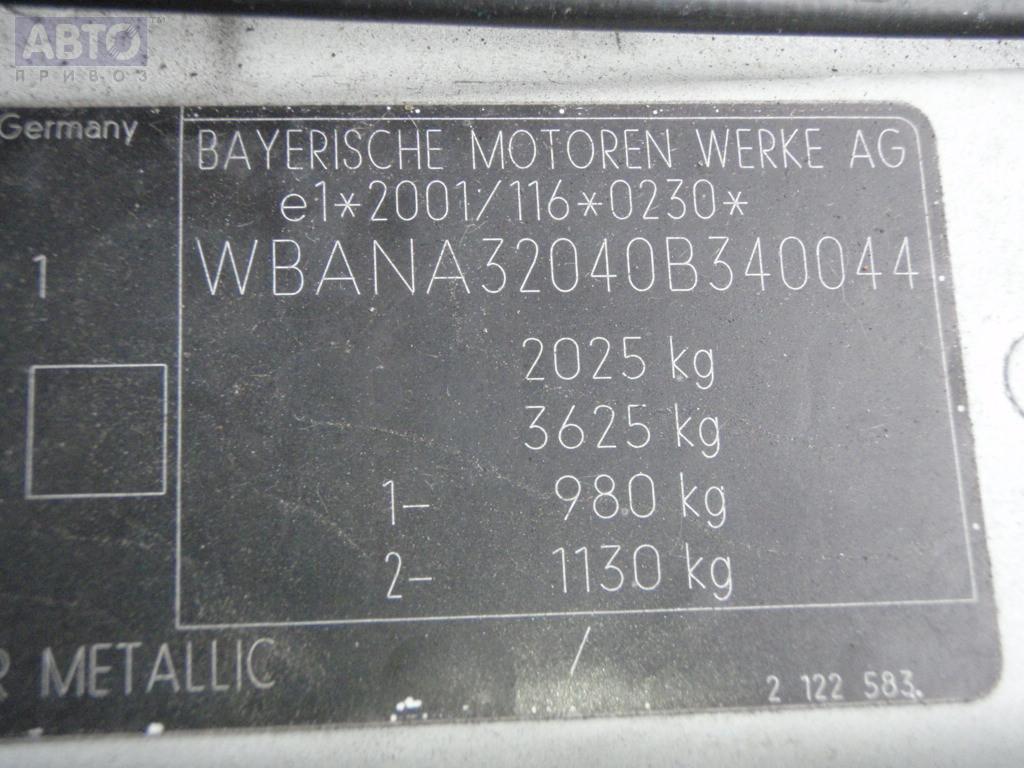 АВТО™
ПРИВОЗ
Germany
BAYERISCHE MOTOREN WERKE AG
e1*2001/116*0230*
1
WBANA32040B340044
2025 kg
3625 kg
1- 980 kg
2- 1130 kg
R METALLIC /
2 122 583.